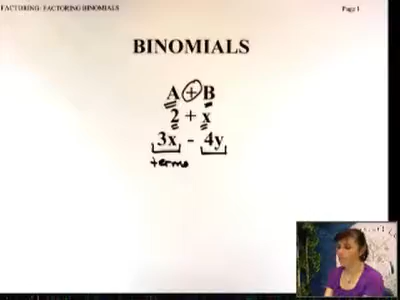 FACTORING: FACTORING BINOMIALS
Page 1
BINOMIALS
A + B
2 + x
3x - 4y
terms